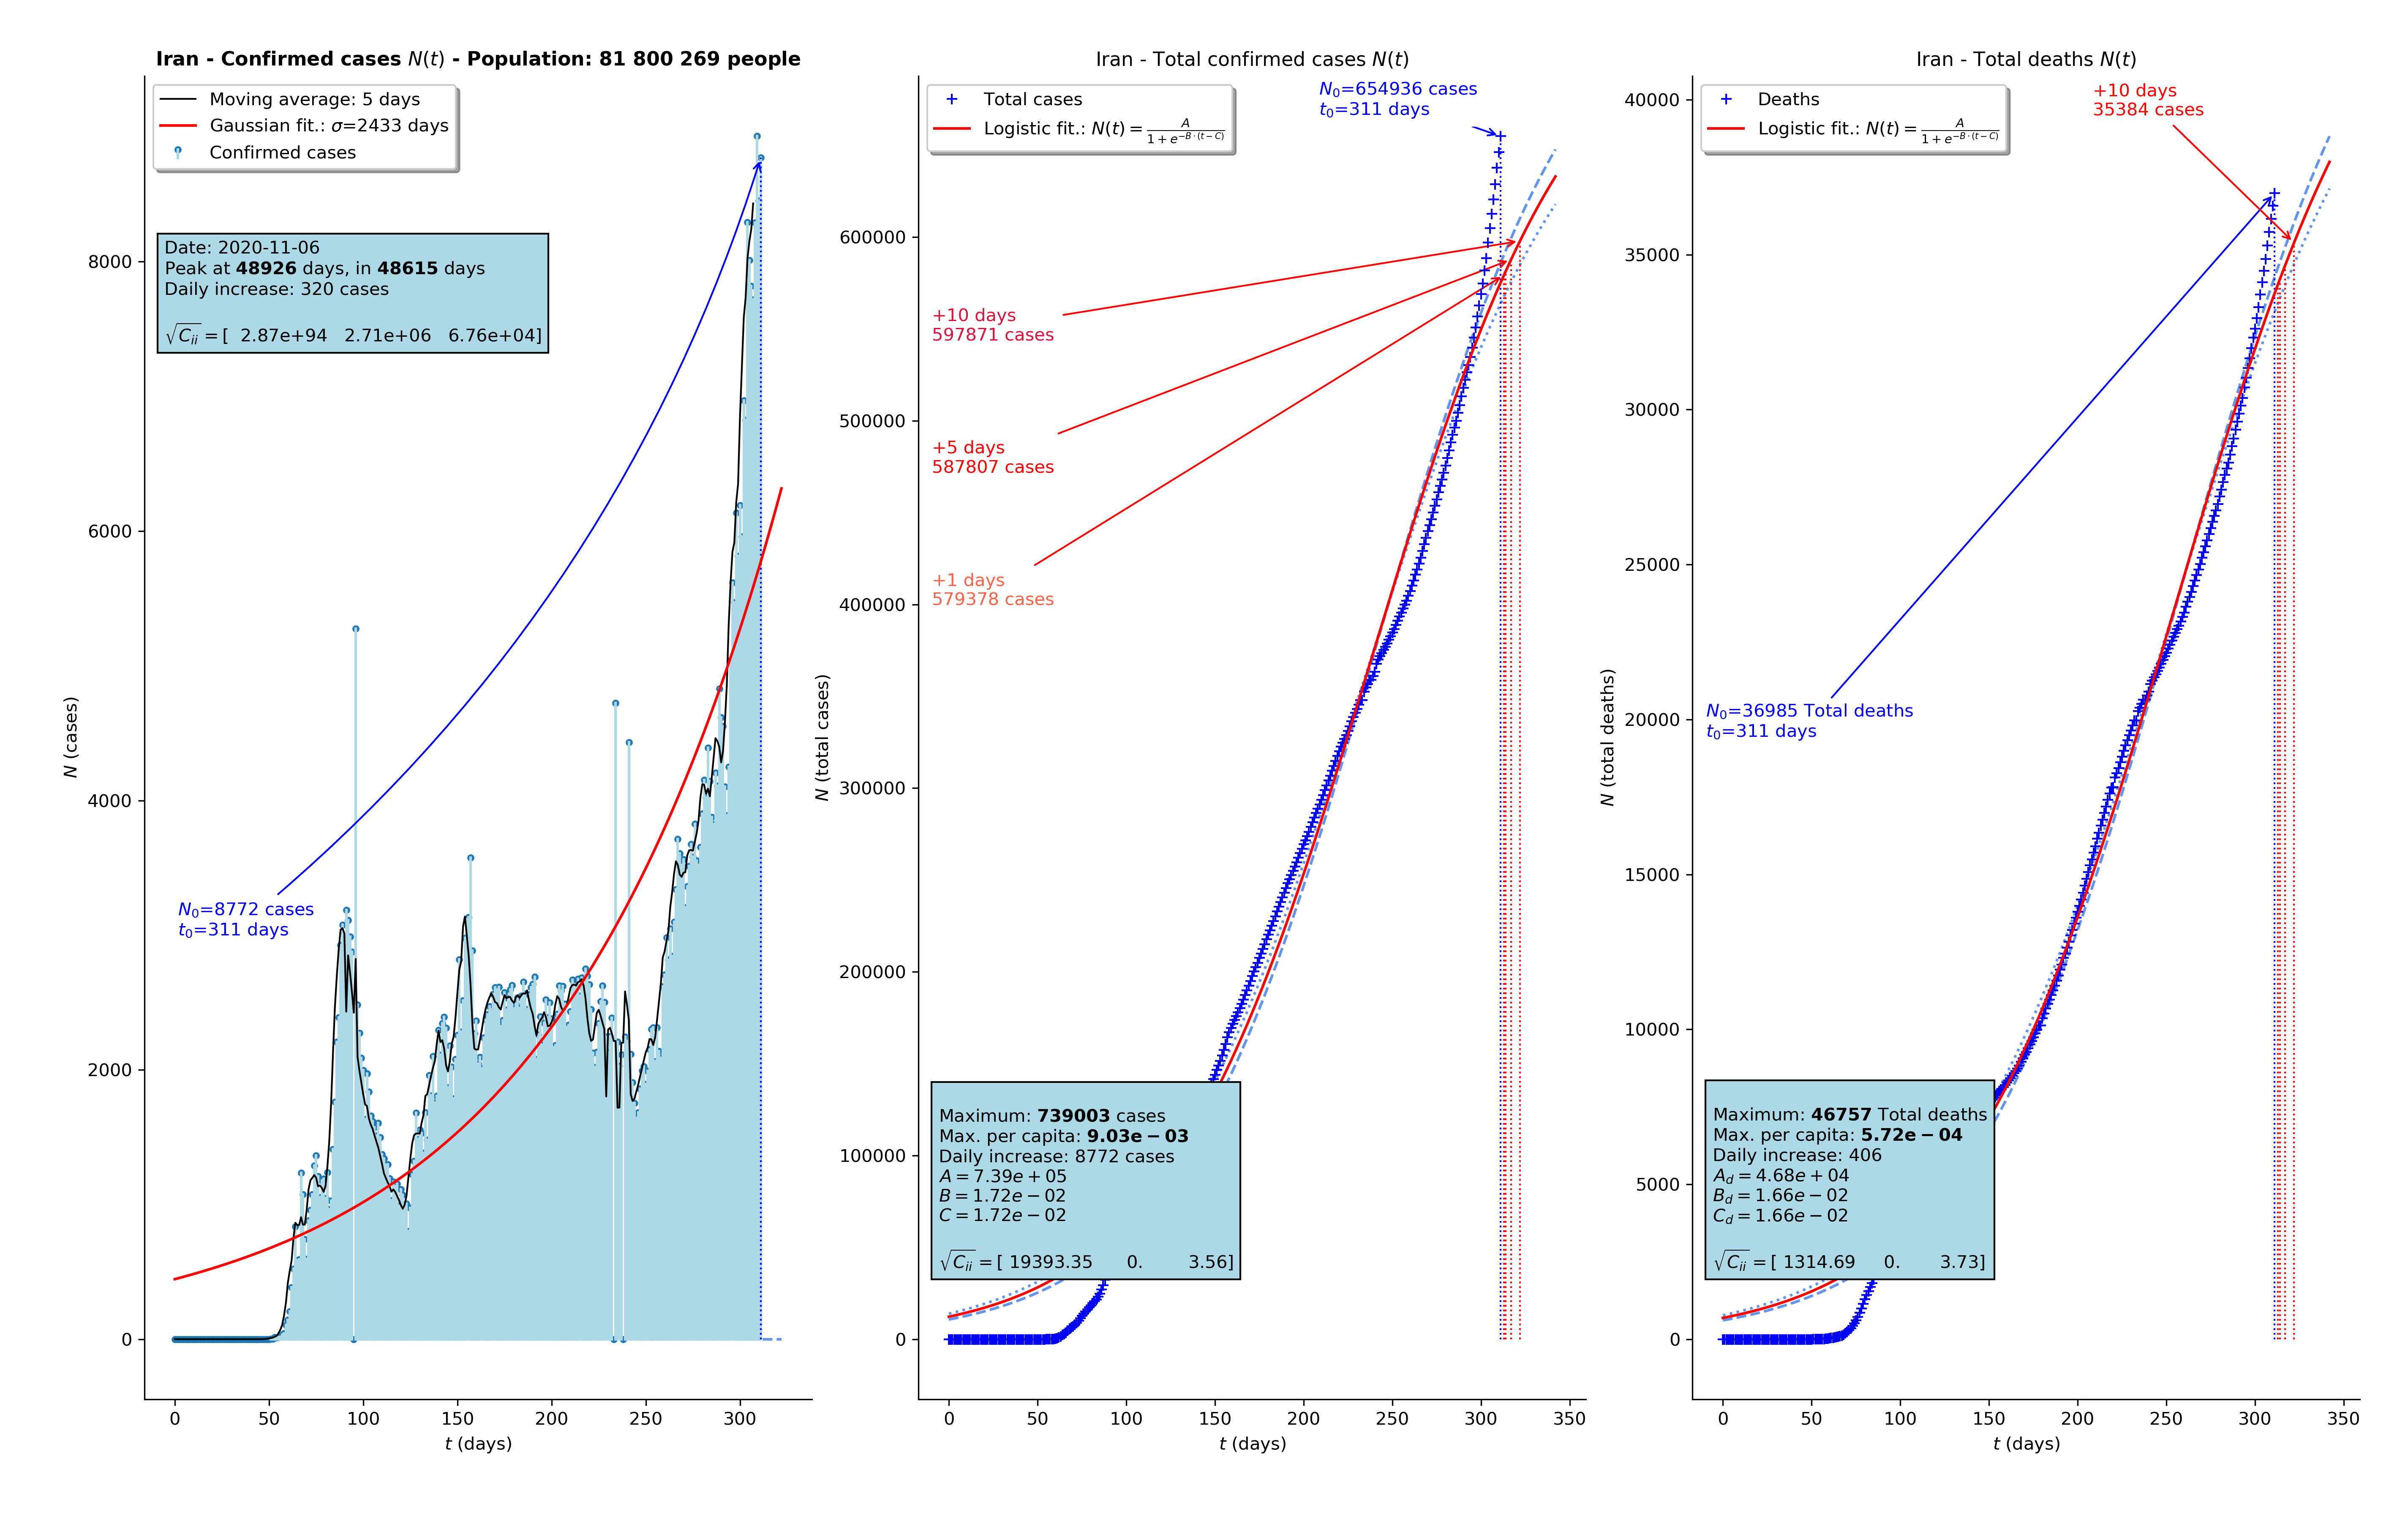 Iran - Confirmed cases N(t) - Population: 81 800 269 people
Moving average: 5 days
Gaussian fit.: σ=2433 days
Confirmed cases
Date: 2020-11-06
Peak at 48926 days, in 48615 days
Daily increase: 320 cases
√C_ii = [ 2.87e+94 2.71e+06 6.76e+04]
N₀=8772 cases
t₀=311 days
8000
6000
4000
2000
0
N (cases)
0 50 100 150 200 250 300
t (days)
Iran - Total confirmed cases N(t)
Total cases
Logistic fit.: N(t) = A / (1 + e^{-B·(t-C)})
N₀=654936 cases
t₀=311 days
+10 days
597871 cases
+5 days
587807 cases
+1 days
579378 cases
Maximum: 739003 cases
Max. per capita: 9.03e − 03
Daily increase: 8772 cases
A = 7.39e + 05
B = 1.72e − 02
C = 1.72e − 02
√C_ii = [ 19393.35 0. 3.56]
600000
500000
400000
300000
200000
100000
0
N (total cases)
0 50 100 150 200 250 300 350
t (days)
Iran - Total deaths N(t)
Deaths
Logistic fit.: N(t) = A / (1 + e^{-B·(t-C)})
+10 days
35384 cases
N₀=36985 Total deaths
t₀=311 days
Maximum: 46757 Total deaths
Max. per capita: 5.72e − 04
Daily increase: 406
A_d = 4.68e + 04
B_d = 1.66e − 02
C_d = 1.66e − 02
√C_ii = [ 1314.69 0. 3.73]
40000
35000
30000
25000
20000
15000
10000
5000
0
N (total deaths)
0 50 100 150 200 250 300 350
t (days)